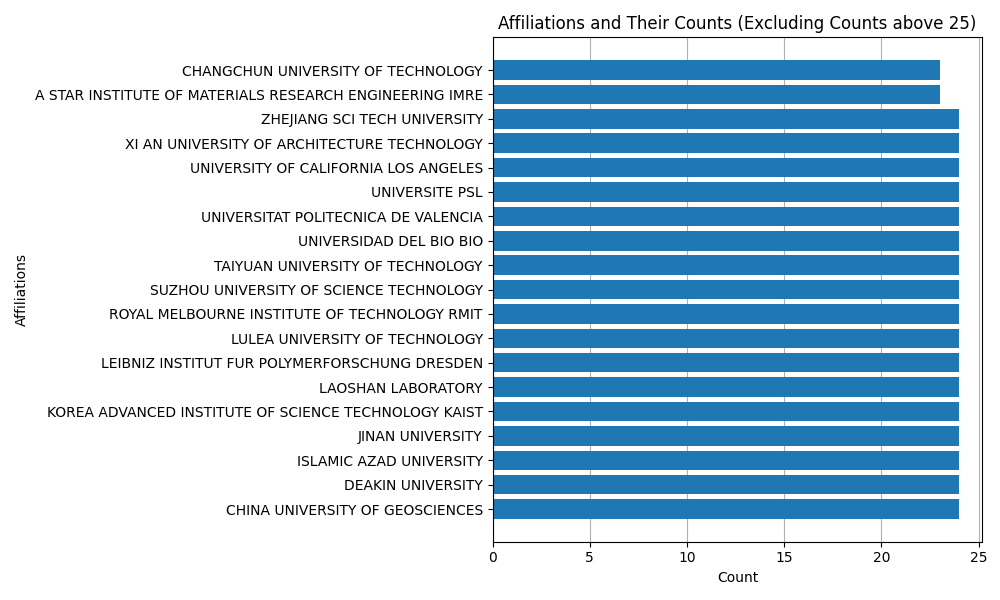 Affiliations and Their Counts (Excluding Counts above 25)
CHANGCHUN UNIVERSITY OF TECHNOLOGY
A STAR INSTITUTE OF MATERIALS RESEARCH ENGINEERING IMRE
ZHEJIANG SCI TECH UNIVERSITY
XI AN UNIVERSITY OF ARCHITECTURE TECHNOLOGY
UNIVERSITY OF CALIFORNIA LOS ANGELES
UNIVERSITE PSL
UNIVERSITAT POLITECNICA DE VALENCIA
UNIVERSIDAD DEL BIO BIO
TAIYUAN UNIVERSITY OF TECHNOLOGY
SUZHOU UNIVERSITY OF SCIENCE TECHNOLOGY
ROYAL MELBOURNE INSTITUTE OF TECHNOLOGY RMIT
LULEA UNIVERSITY OF TECHNOLOGY
LEIBNIZ INSTITUT FUR POLYMERFORSCHUNG DRESDEN
LAOSHAN LABORATORY
KOREA ADVANCED INSTITUTE OF SCIENCE TECHNOLOGY KAIST
JINAN UNIVERSITY
ISLAMIC AZAD UNIVERSITY
DEAKIN UNIVERSITY
CHINA UNIVERSITY OF GEOSCIENCES
Affiliations
0 5 10 15 20 25
Count